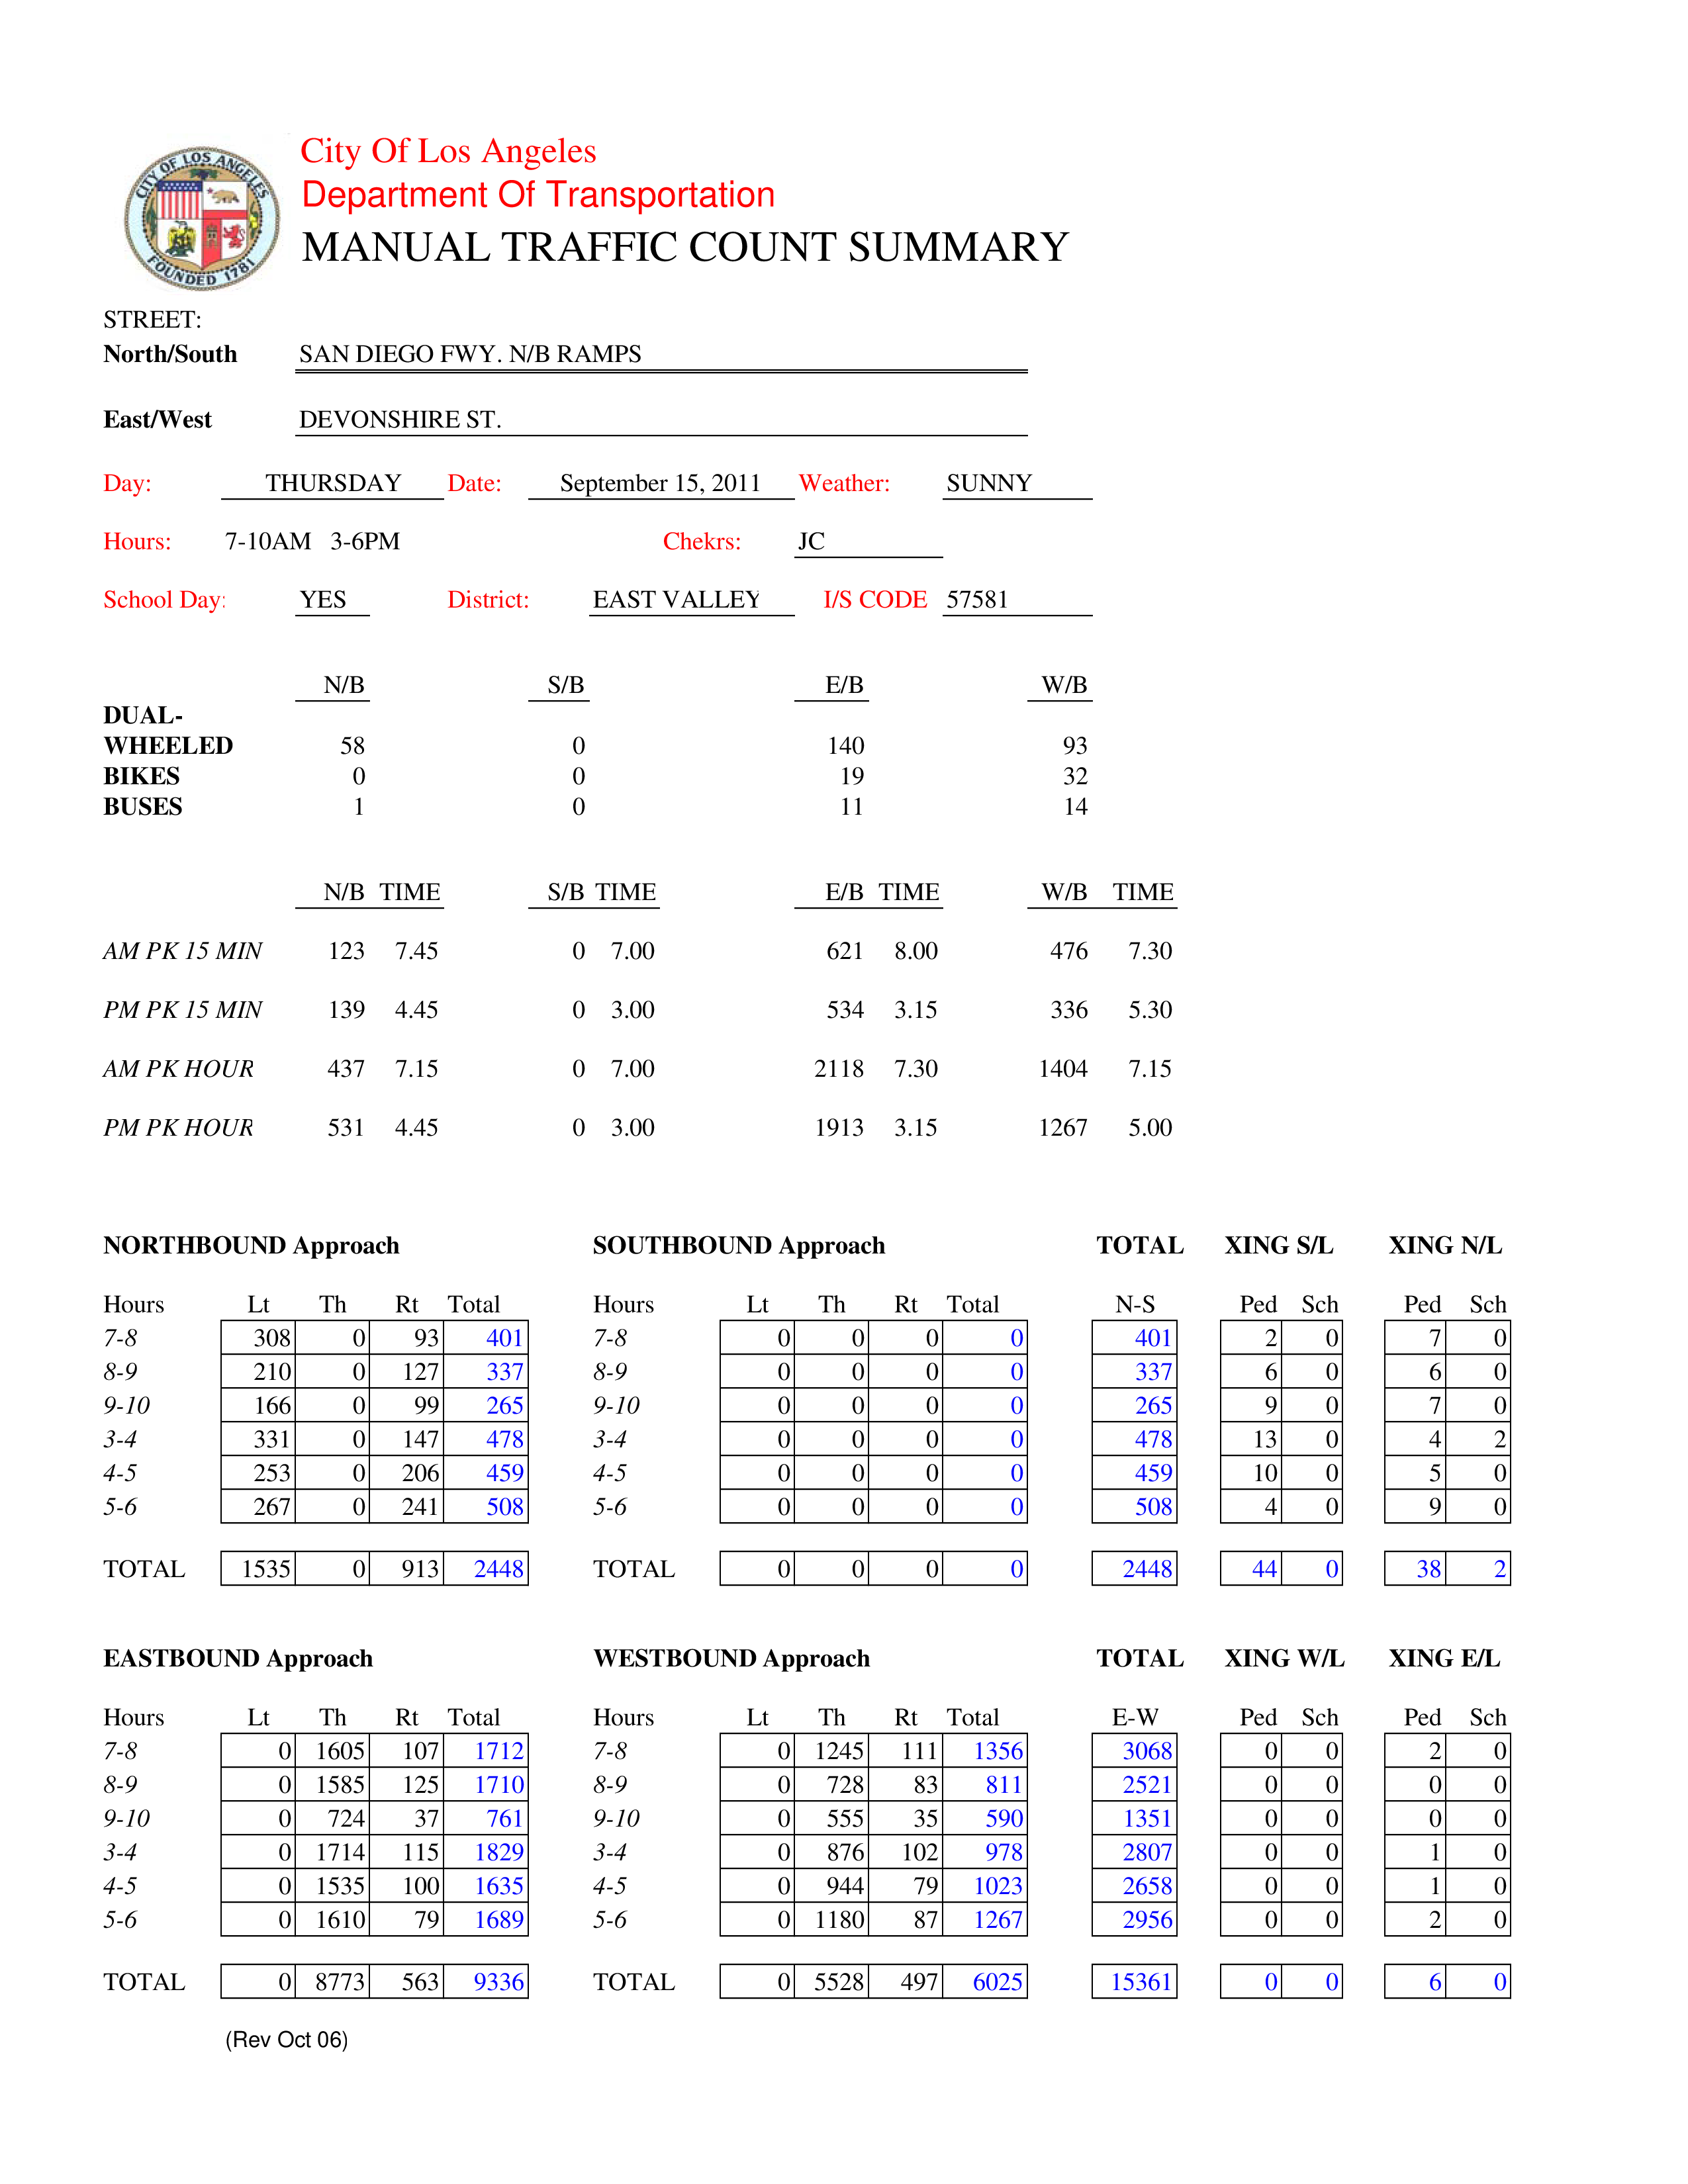 CITY OF LOS ANGELES
FOUNDED 1781
City Of Los Angeles
Department Of Transportation
MANUAL TRAFFIC COUNT SUMMARY
STREET:
North/South SAN DIEGO FWY. N/B RAMPS
East/West DEVONSHIRE ST.
Day: THURSDAY Date: September 15, 2011 Weather: SUNNY
Hours: 7-10AM 3-6PM Chekrs: JC
School Day: YES District: EAST VALLEY I/S CODE 57581
N/B S/B E/B W/B
DUAL-
WHEELED 58 0 140 93
BIKES 0 0 19 32
BUSES 1 0 11 14
N/B TIME S/B TIME E/B TIME W/B TIME
AM PK 15 MIN 123 7.45 0 7.00 621 8.00 476 7.30
PM PK 15 MIN 139 4.45 0 3.00 534 3.15 336 5.30
AM PK HOUR 437 7.15 0 7.00 2118 7.30 1404 7.15
PM PK HOUR 531 4.45 0 3.00 1913 3.15 1267 5.00
NORTHBOUND Approach SOUTHBOUND Approach TOTAL XING S/L XING N/L
Hours Lt Th Rt Total Hours Lt Th Rt Total N-S Ped Sch Ped Sch
7-8 308 0 93 401 7-8 0 0 0 0 401 2 0 7 0
8-9 210 0 127 337 8-9 0 0 0 0 337 6 0 6 0
9-10 166 0 99 265 9-10 0 0 0 0 265 9 0 7 0
3-4 331 0 147 478 3-4 0 0 0 0 478 13 0 4 2
4-5 253 0 206 459 4-5 0 0 0 0 459 10 0 5 0
5-6 267 0 241 508 5-6 0 0 0 0 508 4 0 9 0
TOTAL 1535 0 913 2448 TOTAL 0 0 0 0 2448 44 0 38 2
EASTBOUND Approach WESTBOUND Approach TOTAL XING W/L XING E/L
Hours Lt Th Rt Total Hours Lt Th Rt Total E-W Ped Sch Ped Sch
7-8 0 1605 107 1712 7-8 0 1245 111 1356 3068 0 0 2 0
8-9 0 1585 125 1710 8-9 0 728 83 811 2521 0 0 0 0
9-10 0 724 37 761 9-10 0 555 35 590 1351 0 0 0 0
3-4 0 1714 115 1829 3-4 0 876 102 978 2807 0 0 1 0
4-5 0 1535 100 1635 4-5 0 944 79 1023 2658 0 0 1 0
5-6 0 1610 79 1689 5-6 0 1180 87 1267 2956 0 0 2 0
TOTAL 0 8773 563 9336 TOTAL 0 5528 497 6025 15361 0 0 6 0
(Rev Oct 06)